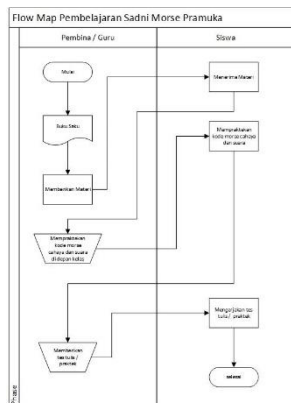 Flow Map Pembelajaran Sadni Morse Pramuka
Pembina / Guru
Siswa
Mulai
Menerima Materi
Buku Saku
Mempraktekan
kode morse cahaya
dan suara
Memberikan Materi
Mempraktekan
kode morse
cahaya dan suara
di depan kelas
Mengerjakan tes
tulis / praktek
Memberikan
tes tulis /
praktek
selesai
Phase